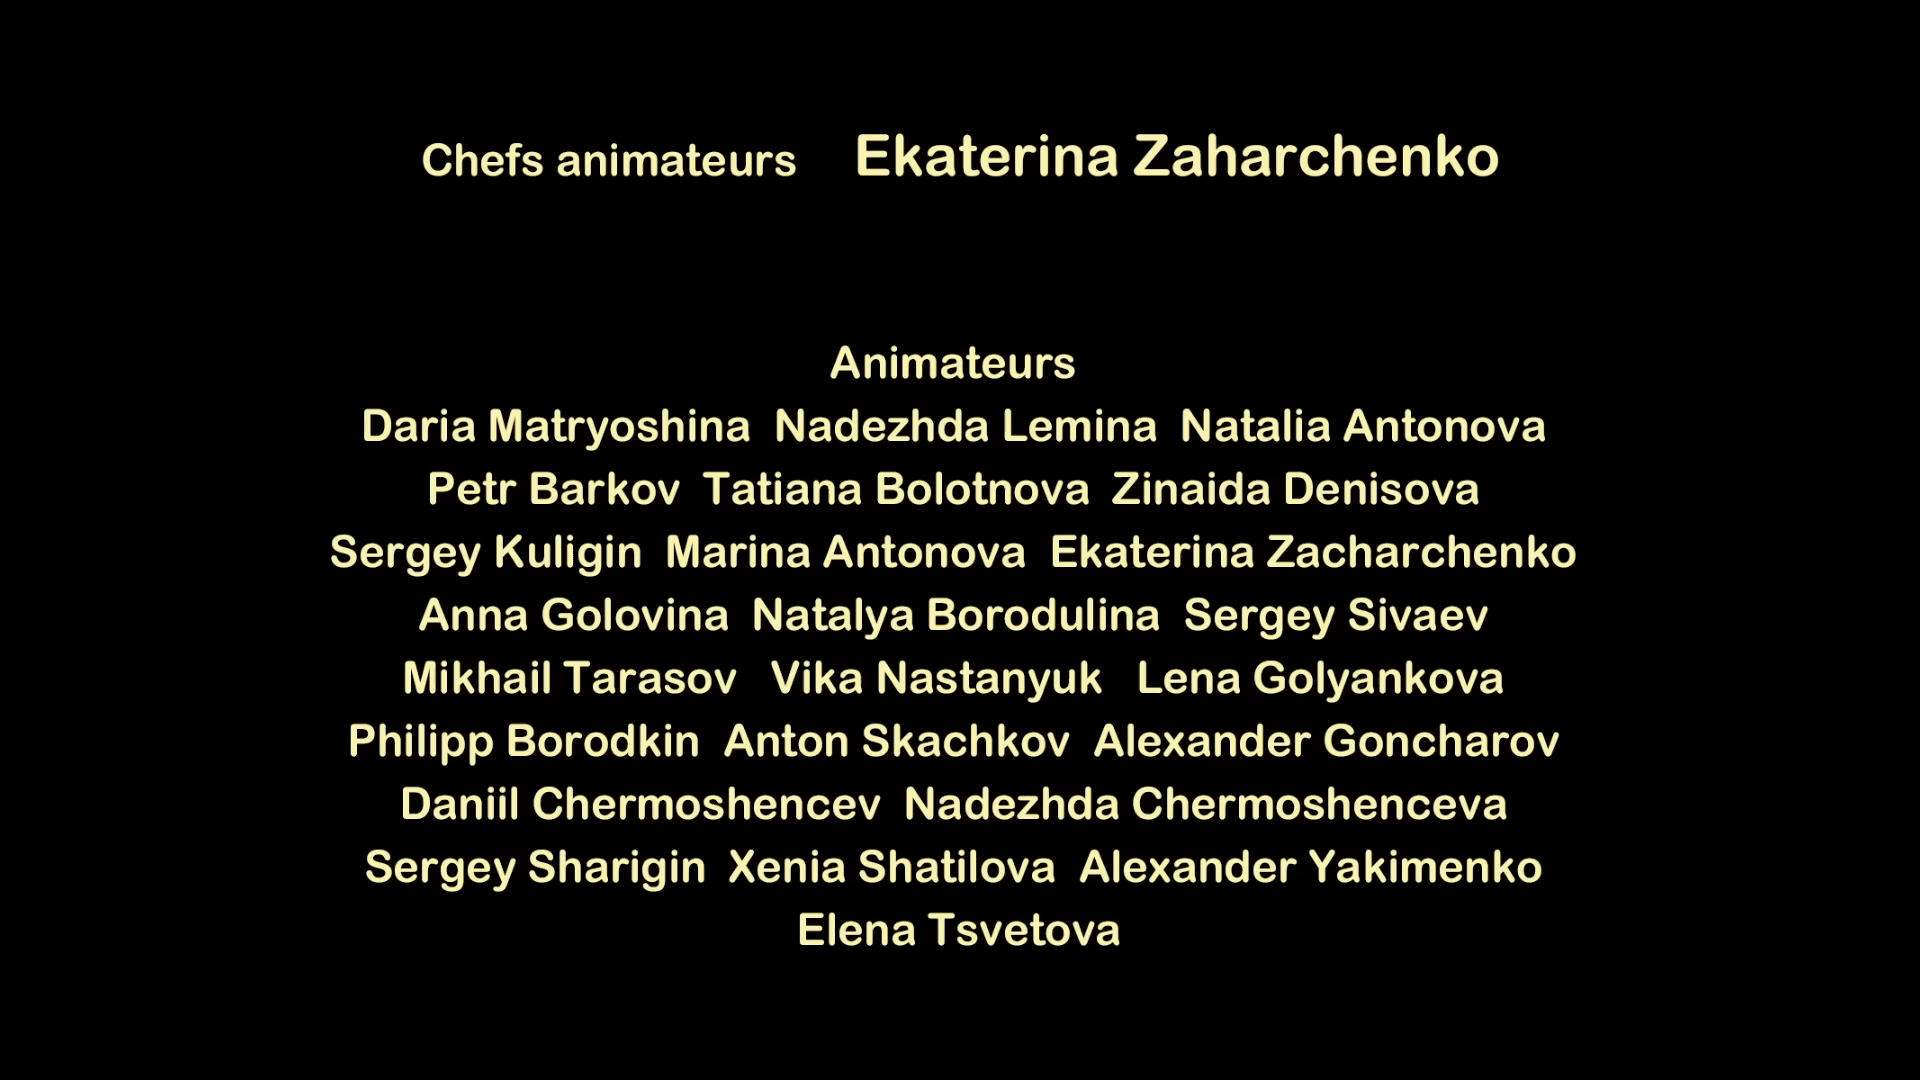 Chefs animateurs Ekaterina Zaharchenko
Animateurs
Daria Matryoshina Nadezhda Lemina Natalia Antonova
Petr Barkov Tatiana Bolotnova Zinaida Denisova
Sergey Kuligin Marina Antonova Ekaterina Zacharchenko
Anna Golovina Natalya Borodulina Sergey Sivaev
Mikhail Tarasov Vika Nastanyuk Lena Golyankova
Philipp Borodkin Anton Skachkov Alexander Goncharov
Daniil Chermoshencev Nadezhda Chermoshenceva
Sergey Sharigin Xenia Shatilova Alexander Yakimenko
Elena Tsvetova